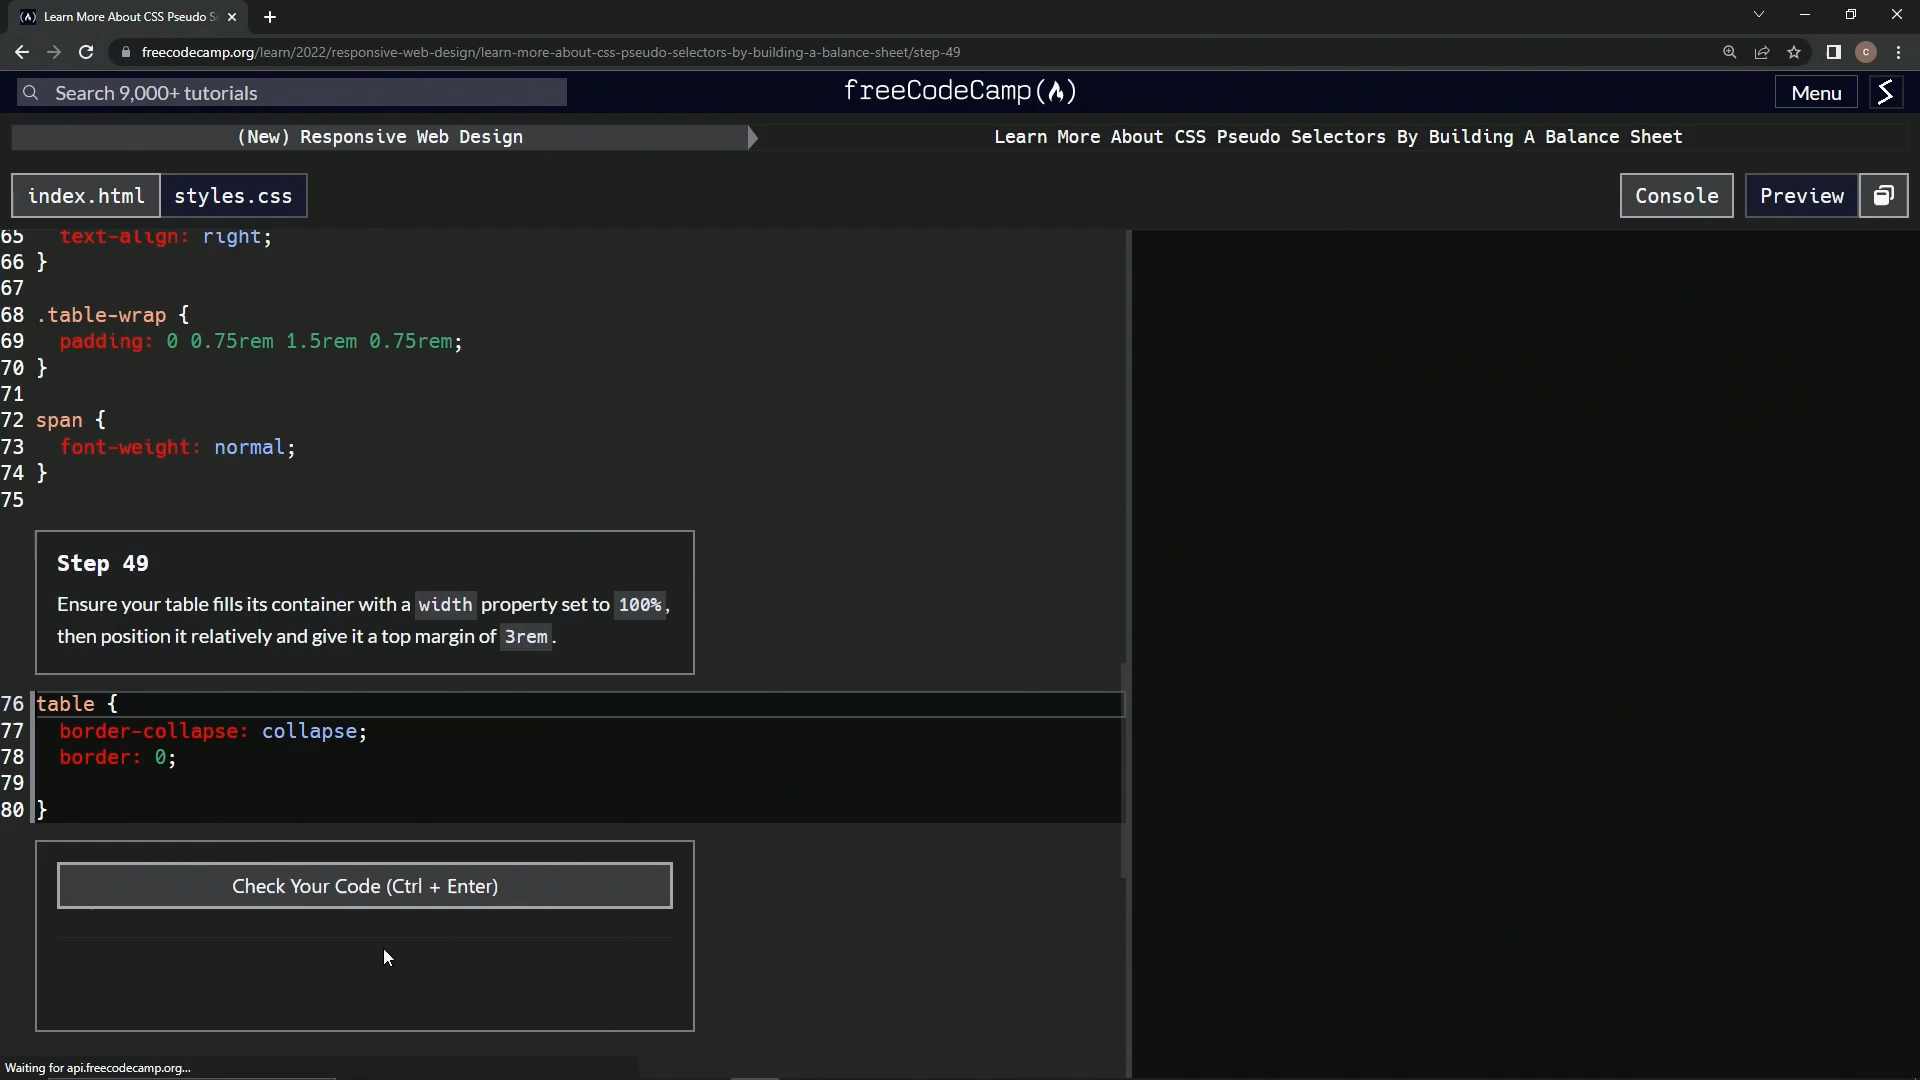 Learn More About CSS Pseudo S
freecodecamp.org/learn/2022/responsive-web-design/learn-more-about-css-pseudo-selectors-by-building-a-balance-sheet/step-49
c
Search 9,000+ tutorials
freeCodeCamp
Menu
(New) Responsive Web Design
Learn More About CSS Pseudo Selectors By Building A Balance Sheet
index.html
styles.css
Console
Preview
65 text-align: right;
66 }
67
68 .table-wrap {
69 padding: 0 0.75rem 1.5rem 0.75rem;
70 }
71
72 span {
73 font-weight: normal;
74 }
75
Step 49
Ensure your table fills its container with a width property set to 100%,
then position it relatively and give it a top margin of 3rem.
76 table {
77 border-collapse: collapse;
78 border: 0;
79
80 }
Check Your Code (Ctrl + Enter)
Waiting for api.freecodecamp.org...